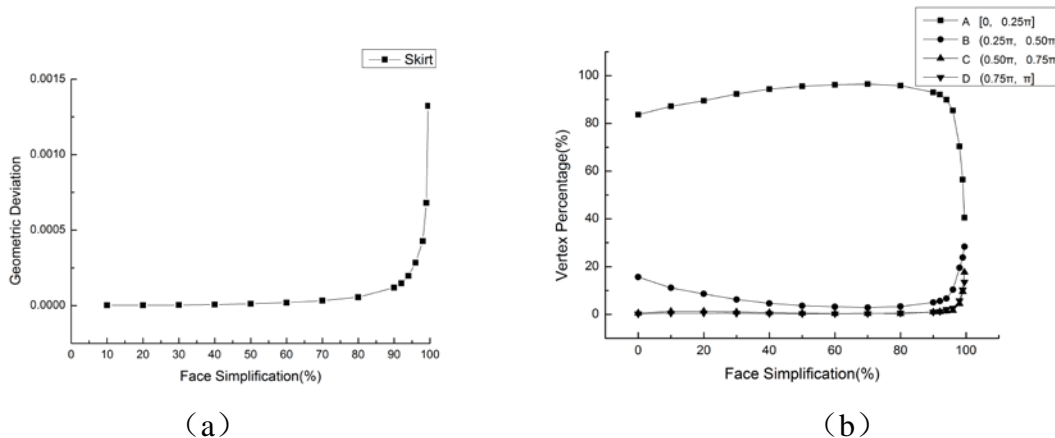 Skirt
0.0015
0.0010
0.0005
0.0000
Geometric Deviation
0 10 20 30 40 50 60 70 80 90 100
Face Simplification(%)
(a)
A [0, 0.25π]
B (0.25π, 0.50π
C (0.50π, 0.75π
D (0.75π, π]
100
80
60
40
20
0
Vertex Percentage(%)
0 20 40 60 80 100
Face Simplification(%)
(b)